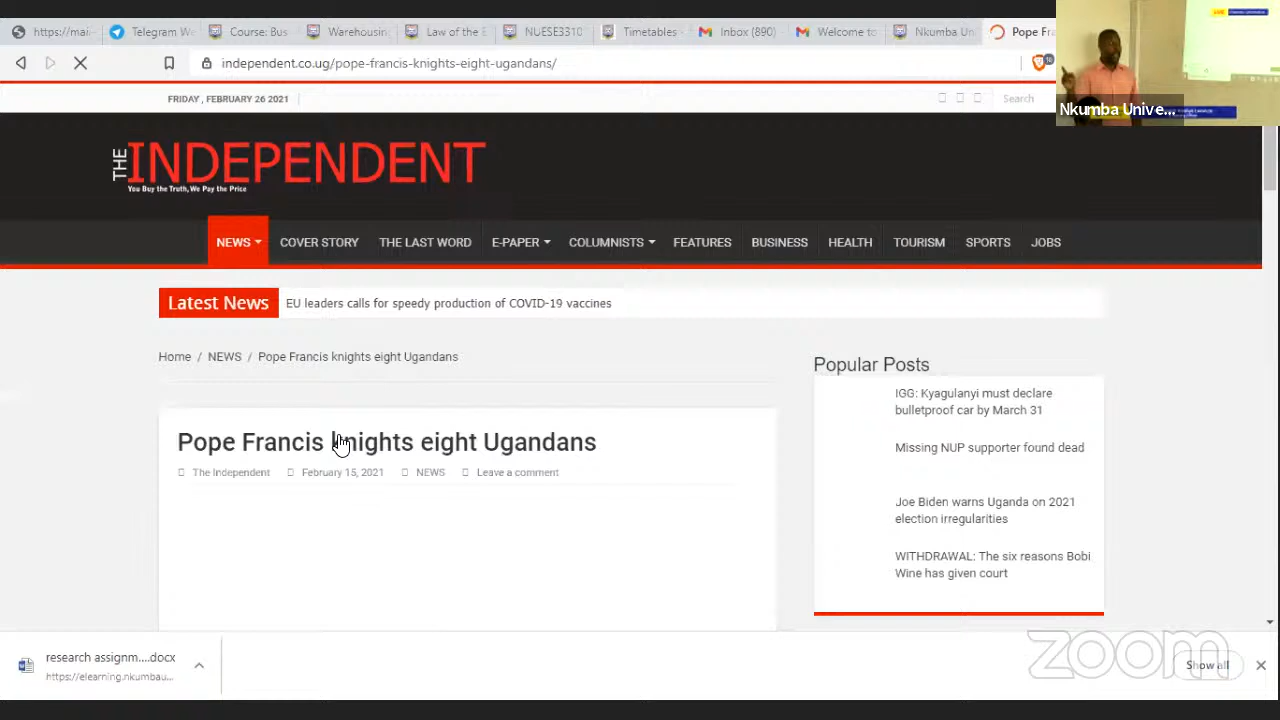 https://mai
Telegram We
Course: Bus
Warehousing
Law of the E
NUESE3310
Timetables -
Inbox (890)
Welcome to
Nkumba Uni
Pope Fra
independent.co.ug/pope-francis-knights-eight-ugandans/
Nkumba Unive...
FRIDAY , FEBRUARY 26 2021
Search
THE INDEPENDENT
You Buy the Truth, We Pay the Price
NEWS
COVER STORY
THE LAST WORD
E-PAPER
COLUMNISTS
FEATURES
BUSINESS
HEALTH
TOURISM
SPORTS
JOBS
Latest News
EU leaders calls for speedy production of COVID-19 vaccines
Home / NEWS / Pope Francis knights eight Ugandans
Pope Francis knights eight Ugandans
The Independent
February 15, 2021
NEWS
Leave a comment
Popular Posts
IGG: Kyagulanyi must declare
bulletproof car by March 31
Missing NUP supporter found dead
Joe Biden warns Uganda on 2021
election irregularities
WITHDRAWAL: The six reasons Bobi
Wine has given court
research assignm....docx
https://elearning.nkumbau...
zoom
Show all